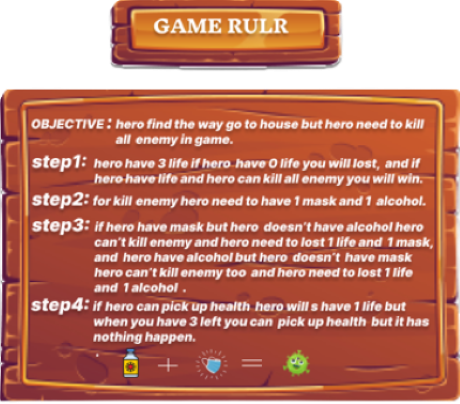 GAME RULR
OBJECTIVE : hero find the way go to house but hero need to kill
all enemy in game.
step1: hero have 3 life if hero have 0 life you will lost, and if
hero have life and hero can kill all enemy you will win.
step2: for kill enemy hero need to have 1 mask and 1 alcohol.
step3: if hero have mask but hero doesn't have alcohol hero
can't kill enemy and hero need to lost 1 life and 1 mask,
and hero have alcohol but hero doesn't have mask
hero can't kill enemy too and hero need to lost 1 life
and 1 alcohol .
step4: if hero can pick up health hero will s have 1 life but
when you have 3 left you can pick up health but it has
nothing happen.
+ =